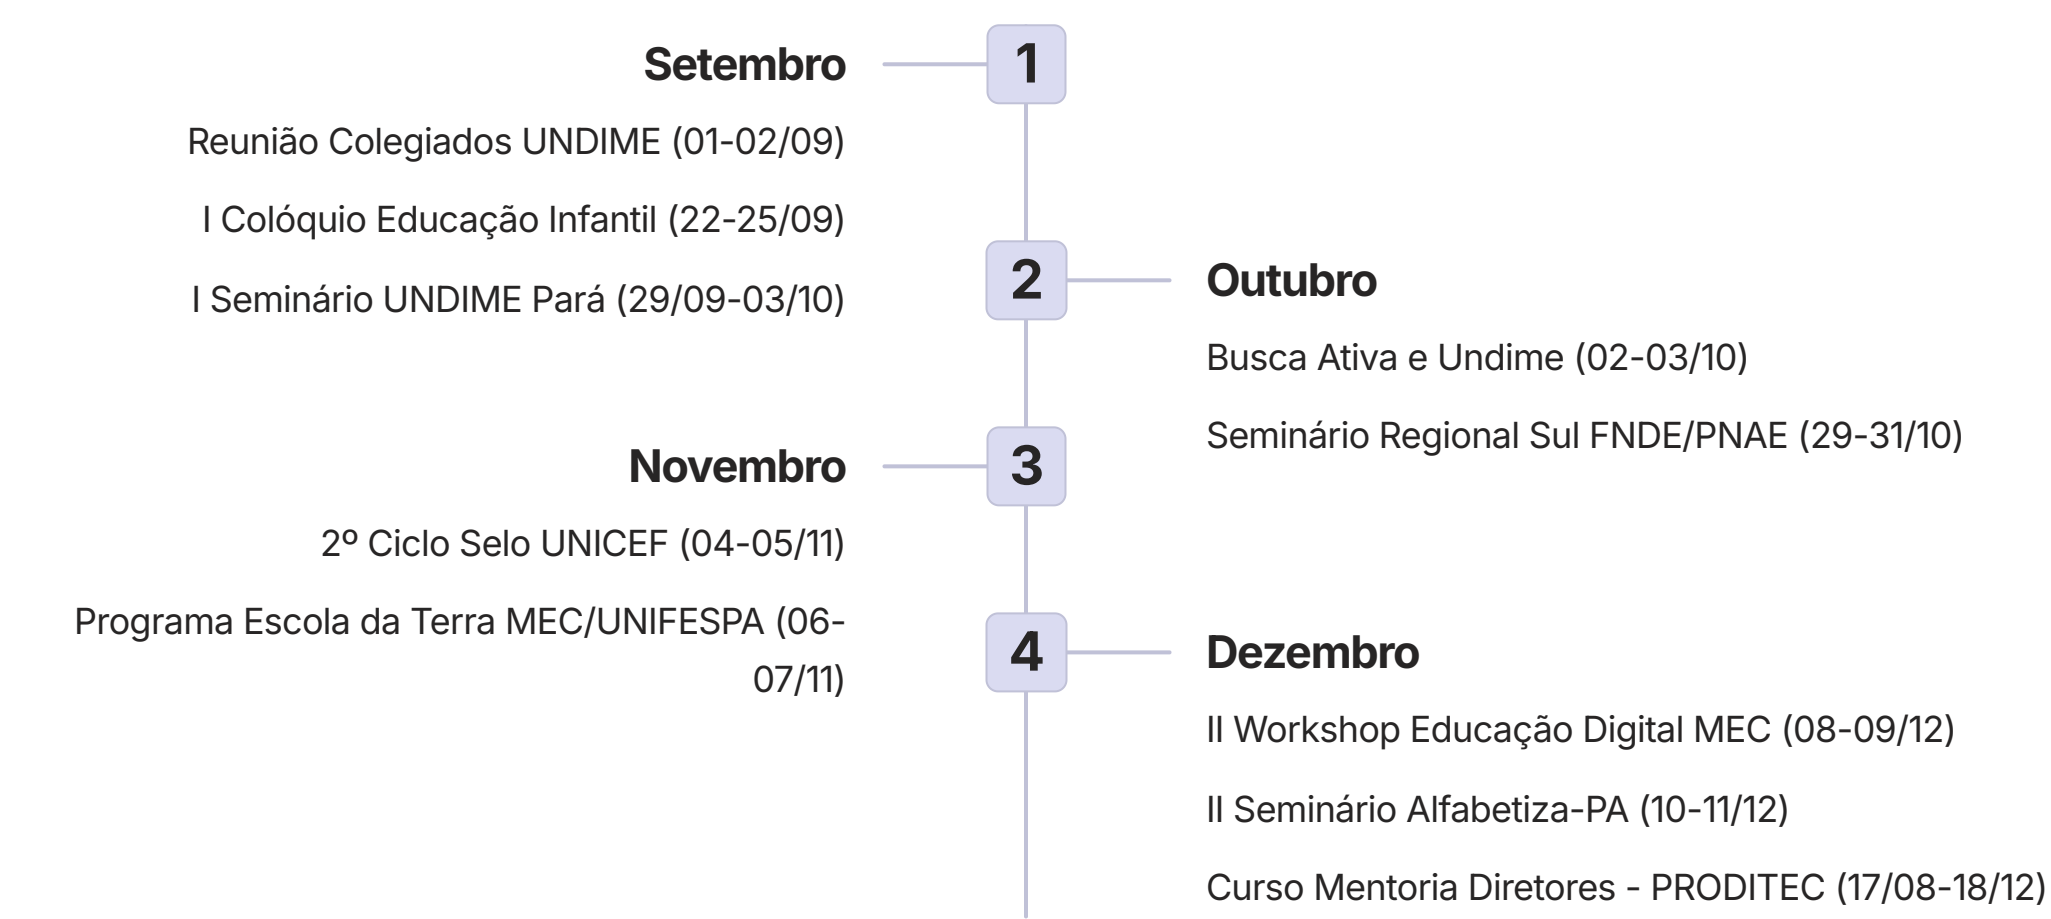 1
Setembro
Reunião Colegiados UNDIME (01-02/09)
I Colóquio Educação Infantil (22-25/09)
I Seminário UNDIME Pará (29/09-03/10)
2
Outubro
Busca Ativa e Undime (02-03/10)
Seminário Regional Sul FNDE/PNAE (29-31/10)
3
Novembro
2º Ciclo Selo UNICEF (04-05/11)
Programa Escola da Terra MEC/UNIFESPA (06-
07/11)
4
Dezembro
II Workshop Educação Digital MEC (08-09/12)
II Seminário Alfabetiza-PA (10-11/12)
Curso Mentoria Diretores - PRODITEC (17/08-18/12)